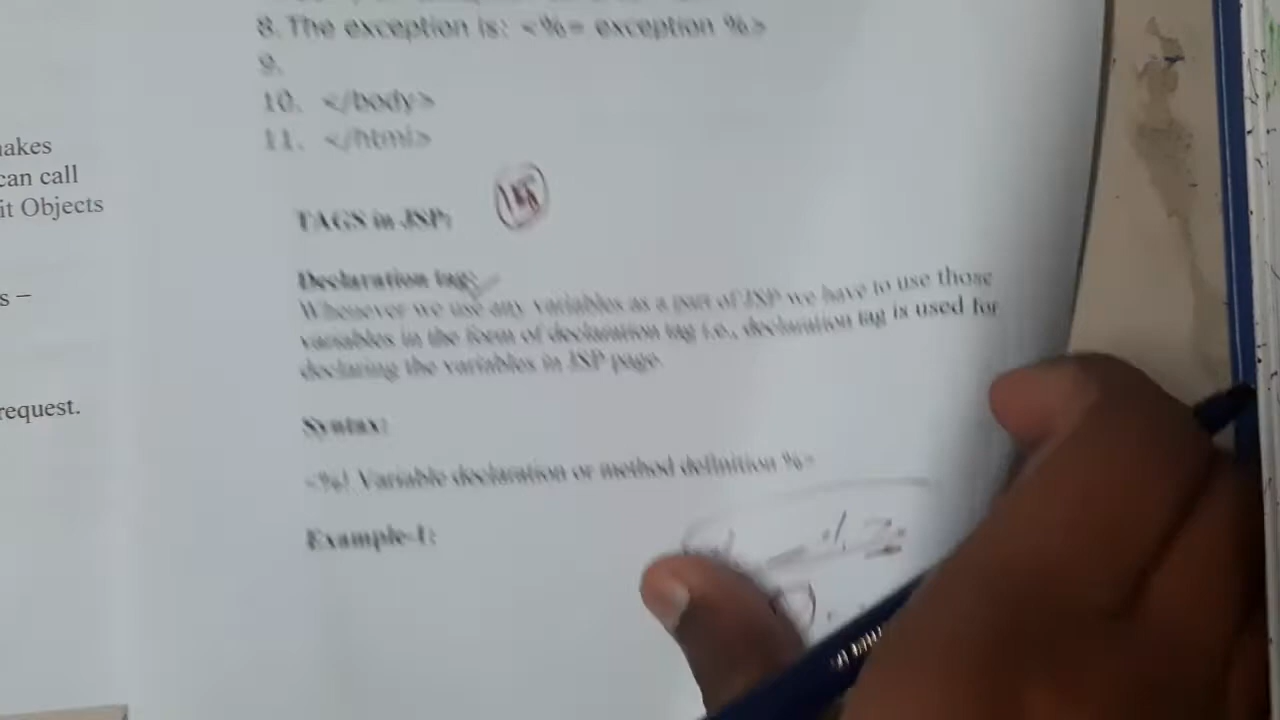 akes
can call
it Objects
s –
request.
8. The exception is: <%= exception %>
9.
10. </body>
11. </html>
TAGS in JSP:
Declaration tag:
Whenever we use any variables as a part of JSP we have to use those
variables in the form of declaration tag i.e., declaration tag is used for
declaring the variables in JSP page.
Syntax:
<%! Variable declaration or method definition %>
Example-1: